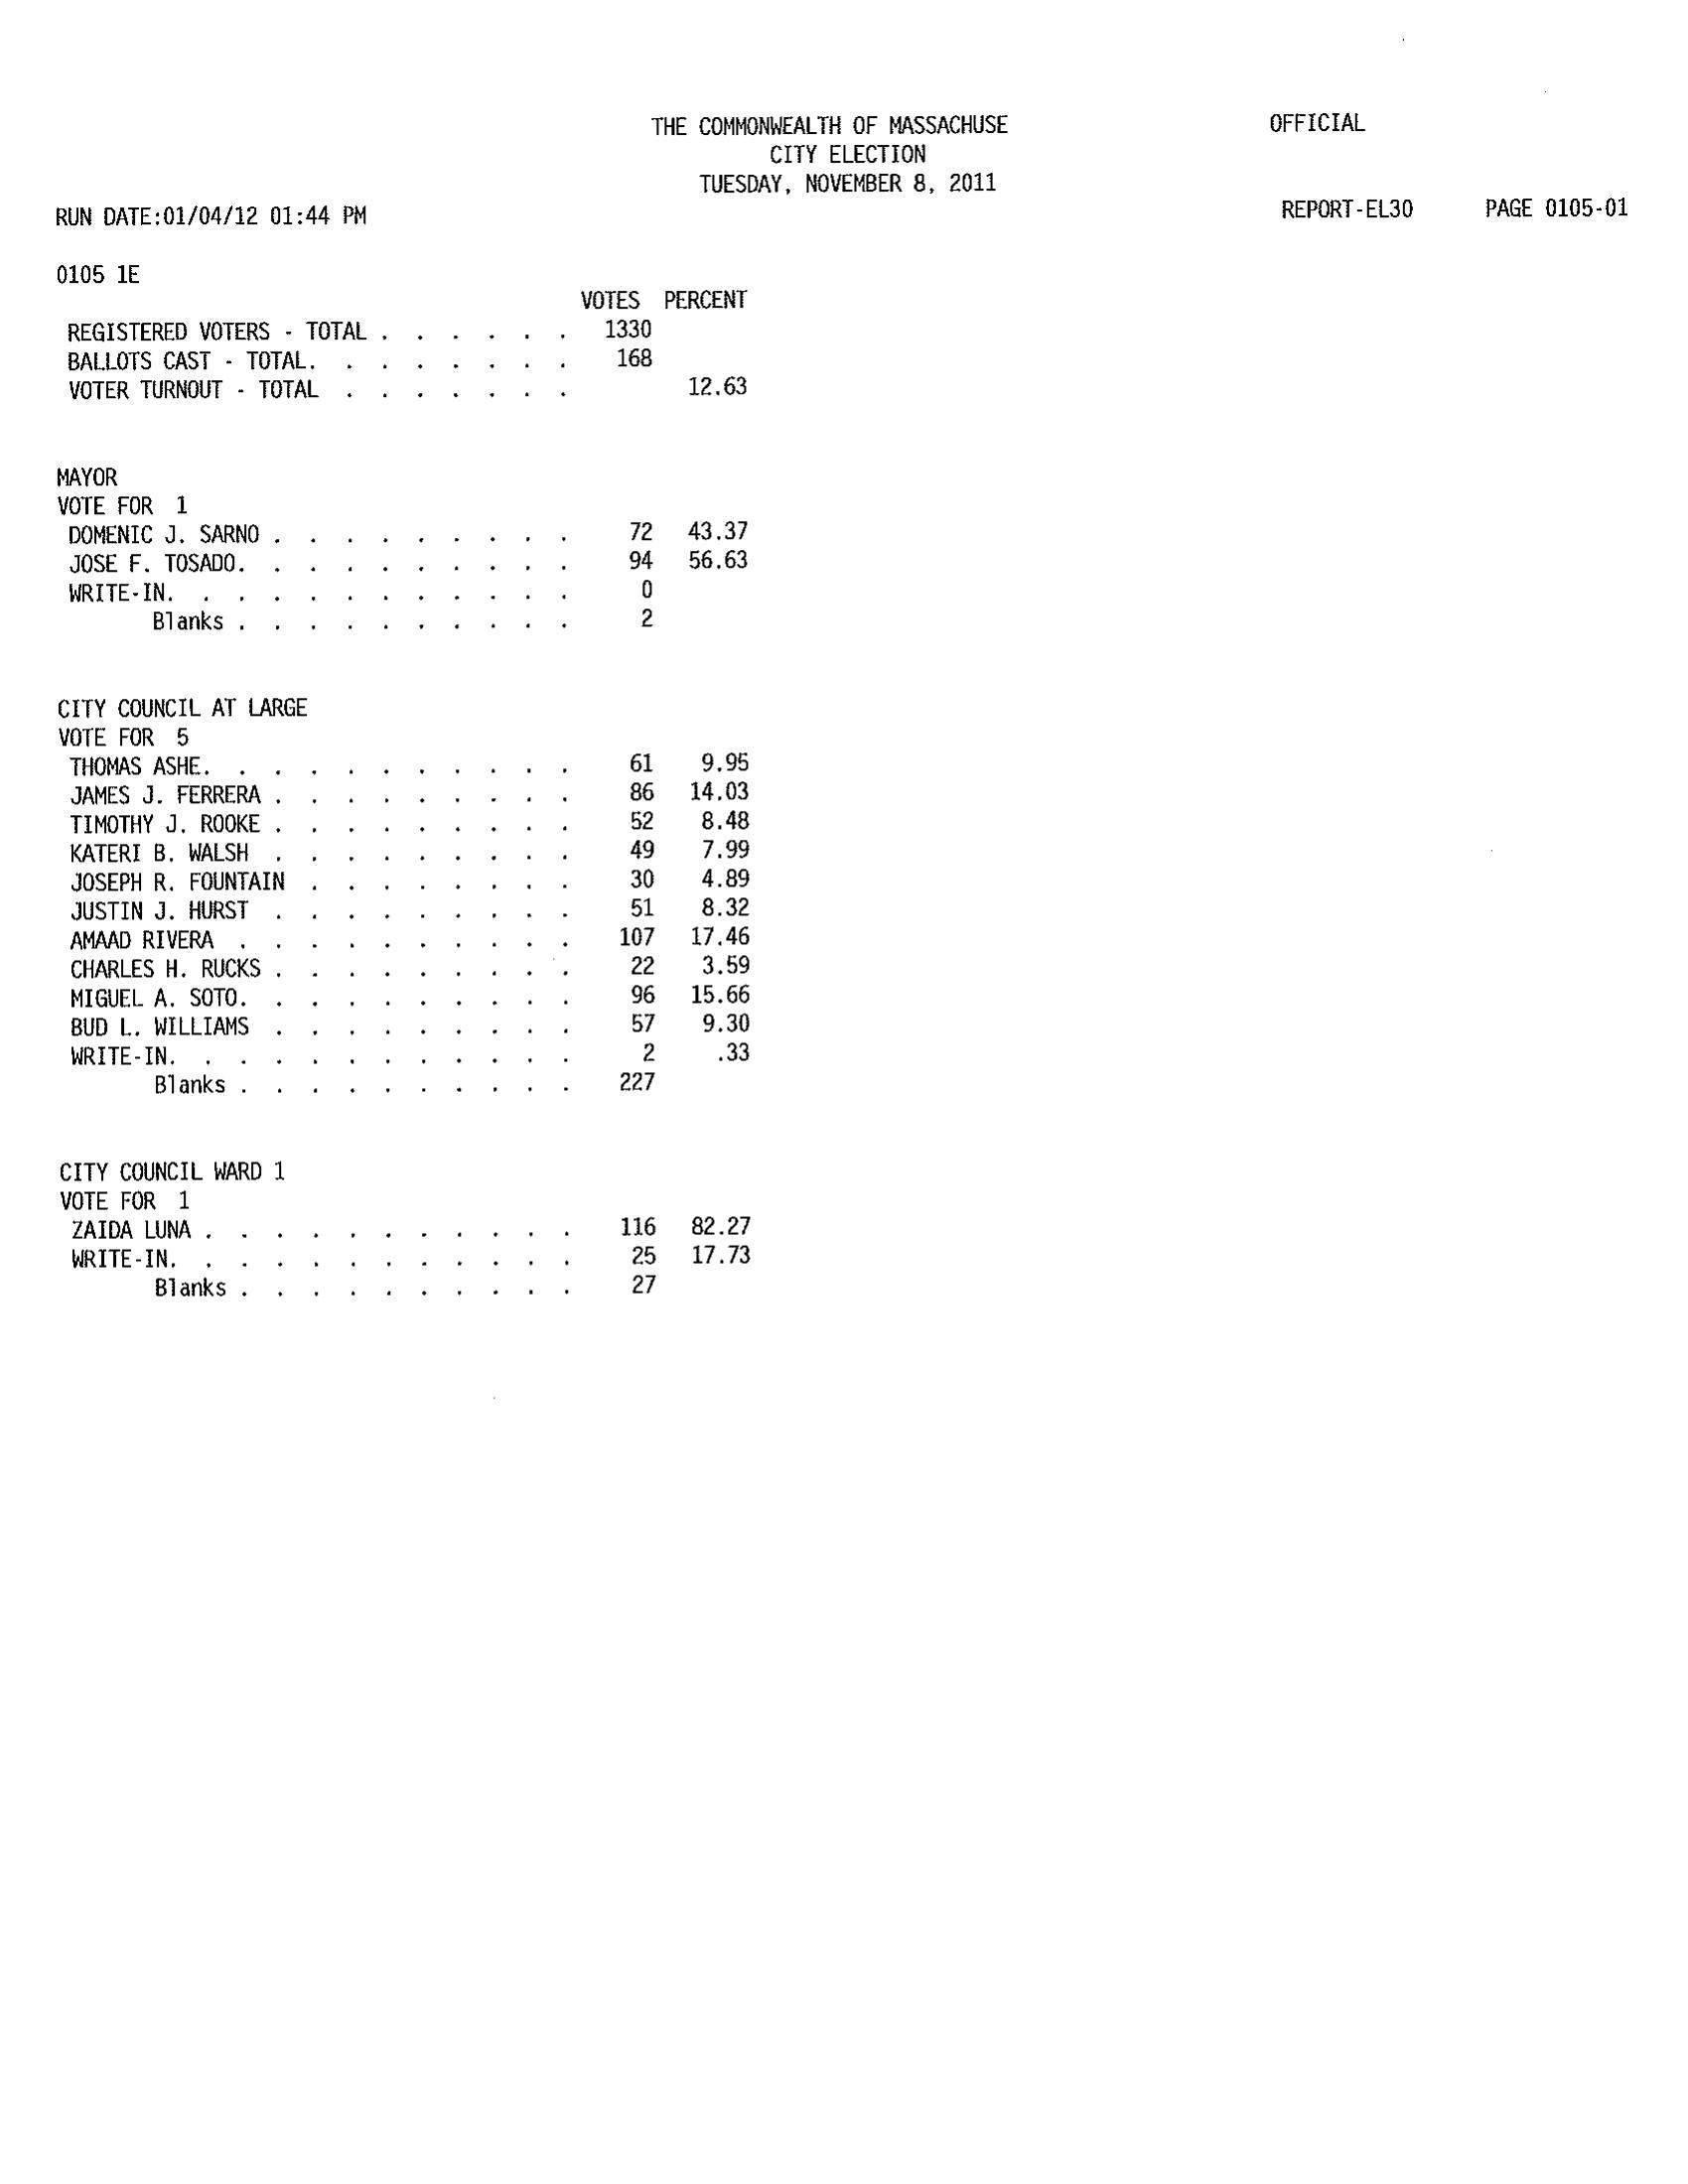 THE COMMONWEALTH OF MASSACHUSE OFFICIAL
CITY ELECTION
TUESDAY, NOVEMBER 8, 2011
RUN DATE:01/04/12 01:44 PM REPORT-EL30 PAGE 0105-01
0105 1E
VOTES PERCENT
REGISTERED VOTERS - TOTAL . . . . . . 1330
BALLOTS CAST - TOTAL. . . . . . . . 168
VOTER TURNOUT - TOTAL . . . . . . . 12.63
MAYOR
VOTE FOR 1
DOMENIC J. SARNO . . . . . . . . . 72 43.37
JOSE F. TOSADO. . . . . . . . . . 94 56.63
WRITE-IN. . . . . . . . . . . . 0
Blanks . . . . . . . . . . 2
CITY COUNCIL AT LARGE
VOTE FOR 5
THOMAS ASHE. . . . . . . . . . . 61 9.95
JAMES J. FERRERA . . . . . . . . . 86 14.03
TIMOTHY J. ROOKE . . . . . . . . . 52 8.48
KATERI B. WALSH . . . . . . . . . 49 7.99
JOSEPH R. FOUNTAIN . . . . . . . . 30 4.89
JUSTIN J. HURST . . . . . . . . . 51 8.32
AMAAD RIVERA . . . . . . . . . . 107 17.46
CHARLES H. RUCKS . . . . . . . . . 22 3.59
MIGUEL A. SOTO. . . . . . . . . . 96 15.66
BUD L. WILLIAMS . . . . . . . . . 57 9.30
WRITE-IN. . . . . . . . . . . . 2 .33
Blanks . . . . . . . . . . 227
CITY COUNCIL WARD 1
VOTE FOR 1
ZAIDA LUNA . . . . . . . . . . . 116 82.27
WRITE-IN. . . . . . . . . . . . 25 17.73
Blanks . . . . . . . . . . 27